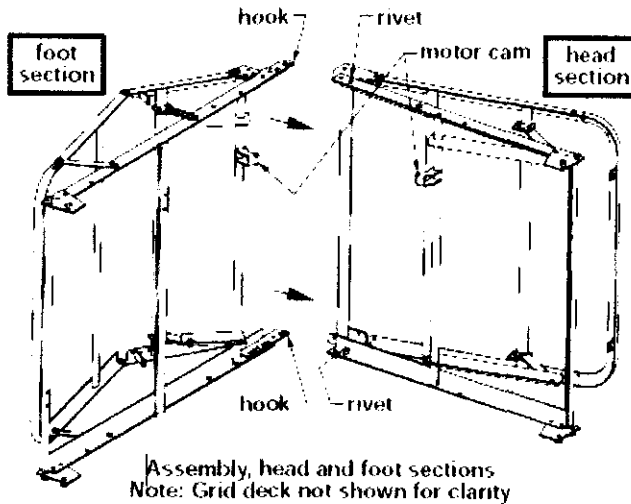 hook
rivet
foot
section
motor cam
head
section
hook
rivet
Assembly, head and foot sections
Note: Grid deck not shown for clarity